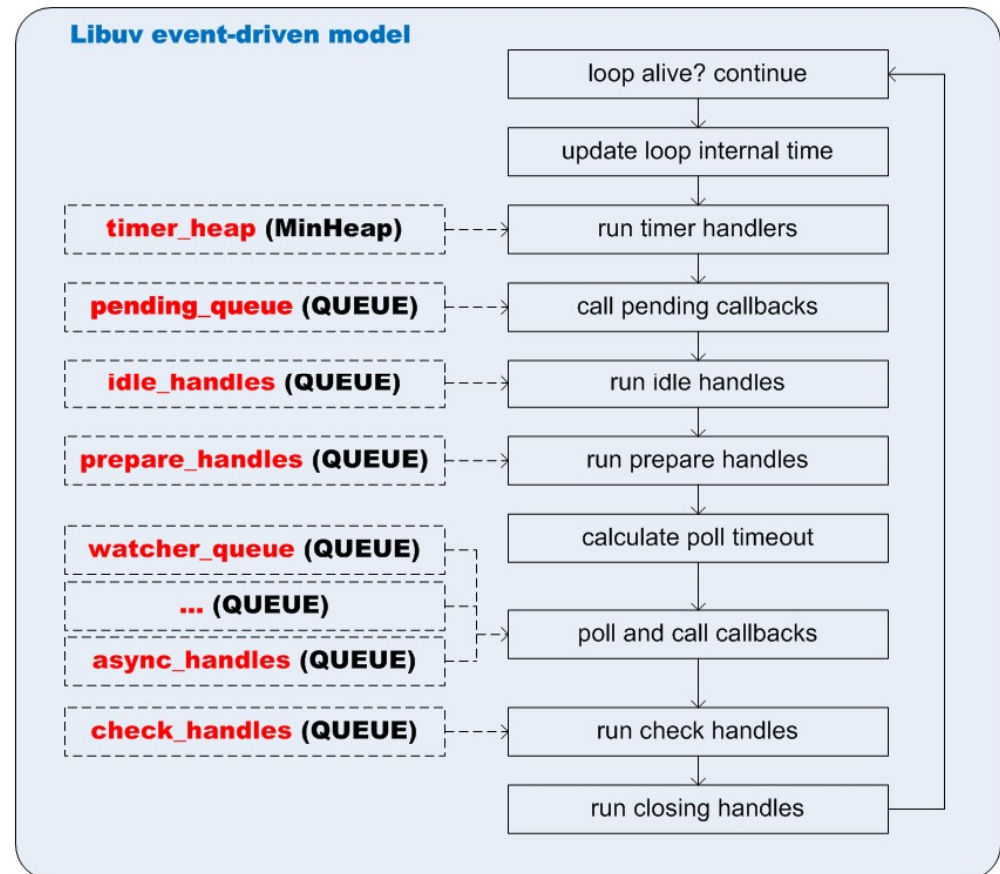 Libuv event-driven model
loop alive? continue
update loop internal time
timer_heap (MinHeap)
run timer handlers
pending_queue (QUEUE)
call pending callbacks
idle_handles (QUEUE)
run idle handles
prepare_handles (QUEUE)
run prepare handles
calculate poll timeout
watcher_queue (QUEUE)
... (QUEUE)
async_handles (QUEUE)
poll and call callbacks
check_handles (QUEUE)
run check handles
run closing handles